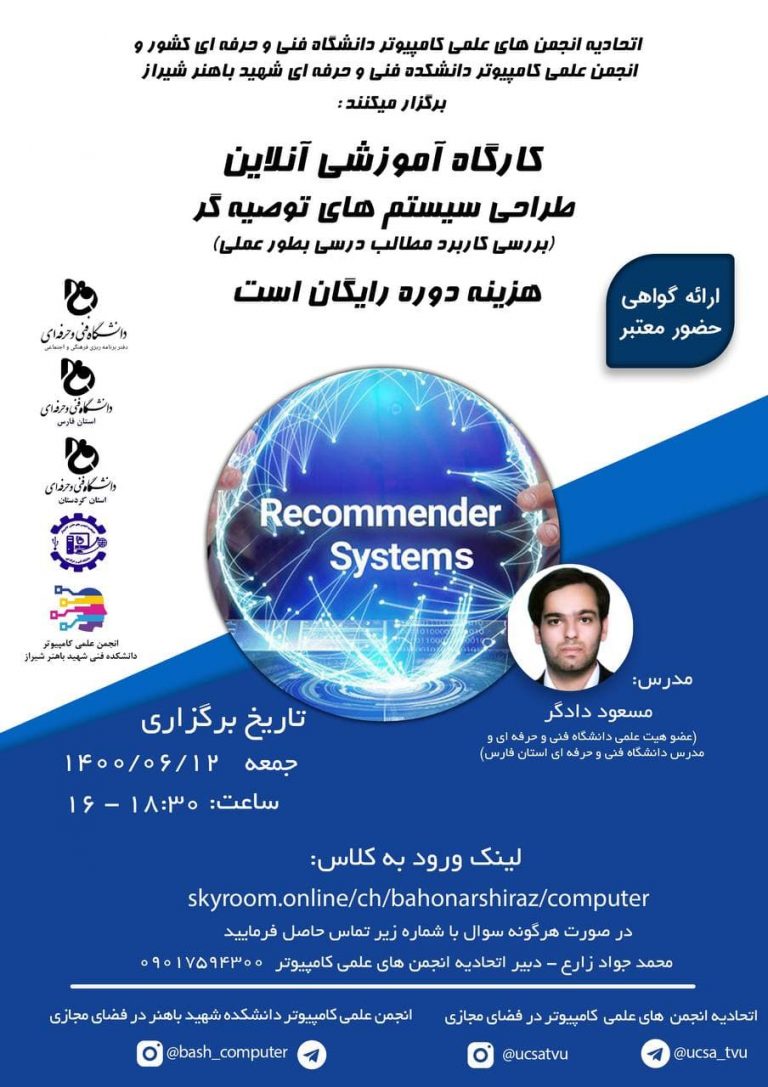 اتحادیه انجمن های علمی کامپیوتر دانشگاه فنی و حرفه ای کشور و
انجمن علمی کامپیوتر دانشکده فنی و حرفه ای شهید باهنر شیراز
برگزار میکنند :
کارگاه آموزشی آنلاین
طراحی سیستم های توصیه گر
(بررسی کاربرد مطالب درسی بطور عملی)
هزینه دوره رایگان است
ارائه گواهی
حضور معتبر
دانشگاه فنی و حرفه ای
دفتر برنامه ریزی فرهنگی و اجتماعی
دانشگاه فنی و حرفه ای
استان فارس
دانشگاه فنی و حرفه ای
استان کردستان
انجمن علمی کامپیوتر
دانشکده فنی شهید باهنر شیراز
Recommender
Systems
مدرس:
مسعود دادگر
(عضو هیت علمی دانشگاه فنی و حرفه ای و
مدرس دانشگاه فنی و حرفه ای استان فارس)
تاریخ برگزاری
جمعه ۱۴۰۰/۰۶/۱۲
ساعت: ۱۸:۳۰ - ۱۶
لینک ورود به کلاس:
skyroom.online/ch/bahonarshiraz/computer
در صورت هرگونه سوال با شماره زیر تماس حاصل فرمایید
محمد جواد زارع - دبیر اتحادیه انجمن های علمی کامپیوتر ۰۹۰۱۷۵۹۴۳۰۰
اتحادیه انجمن های علمی کامپیوتر در فضای مجازی
@ucsa_tvu
@ucsatvu
انجمن علمی کامپیوتر دانشکده شهید باهنر در فضای مجازی
@bash_computer